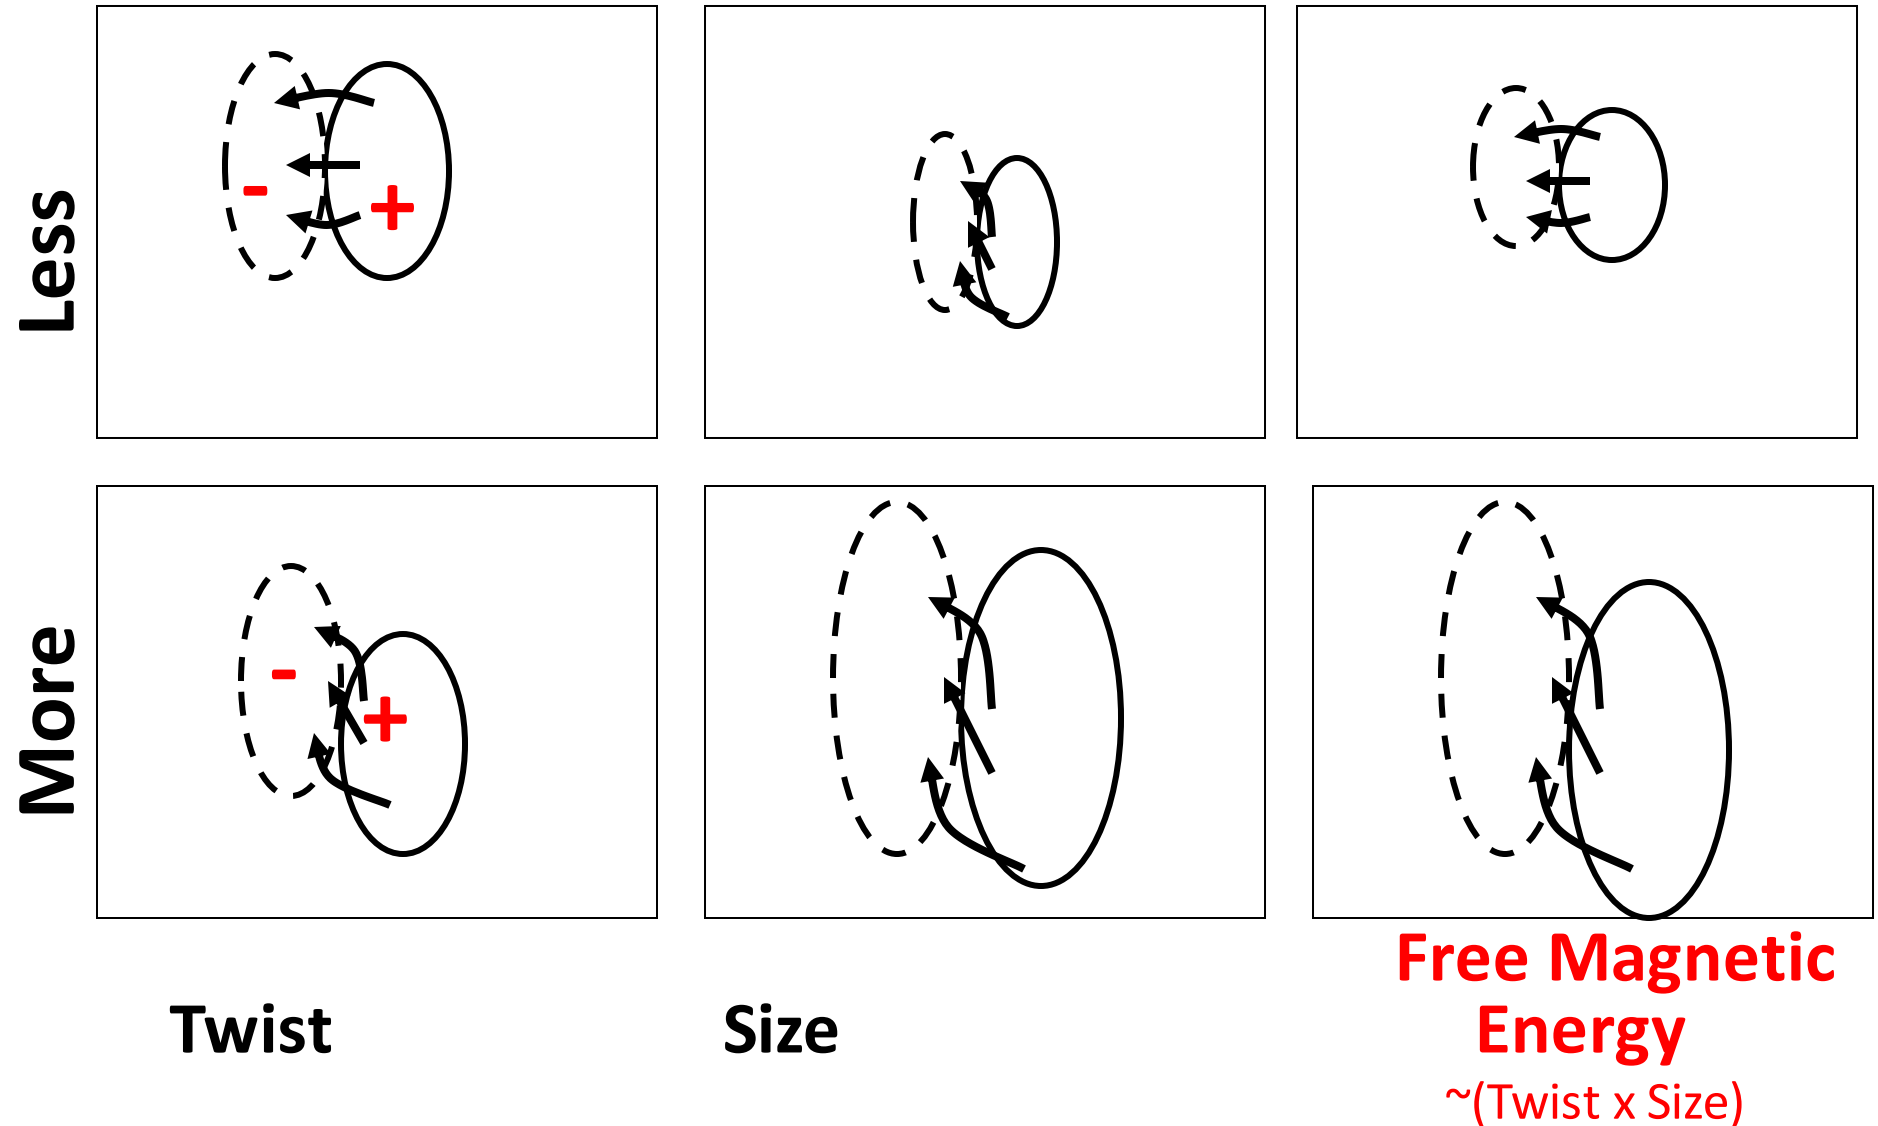 Less
-
+
More
-
+
Twist
Size
Free Magnetic
Energy
~(Twist x Size)